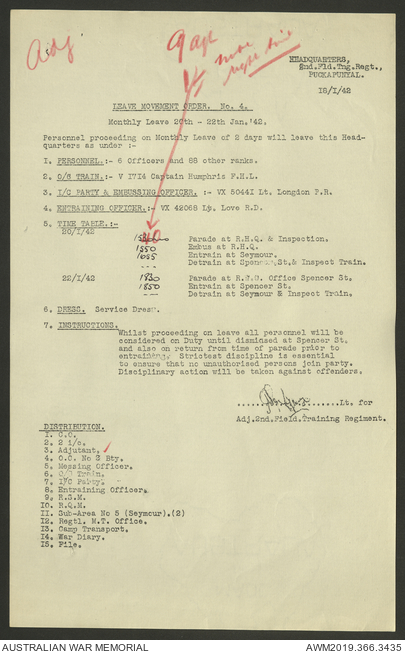 Adj
HEADQUARTERS,
2nd.Fld.Tng.Regt.,
PUCKAPUNYAL.
I8/I/42
LEAVE MOVEMENT ORDER. No. 4.
Monthly Leave 20th - 22th Jan.'42.
Personnel proceeding on Monthly Leave of 2 days will leave this Head-
quarters as under :-
I. PERSONNEL.:- 6 Officers and 88 other ranks.
2. O/S TRAIN.:- V I7I4 Captain Humphris F.H.L.
3. I/C PARTY & EMBUSSING OFFICER. :- VX 5044I Lt. Longdon P.R.
4. ENTRAINING OFFICER.:- VX 42068 Lt. Love R.D.
5. TIME TABLE.:-
20/I/42
40 Parade at R.H.Q. & Inspection.
I550 Embus at R.H.Q.
I655 Entrain at Seymour.
--- Detrain at Spencer.St.& Inspect Train.
22/I/42 I830 Parade at R.S.O. Office Spencer St.
I850 Entrain at Spencer St.
--- Detrain at Seymour & Inspect Train.
6. DRESS. Service Dress.
7. INSTRUCTIONS.
Whilst proceeding on leave all personnel will be
considered on Duty until dismissed at Spencer St.
and also on return from time of parade prior to
entraining. Strictest discipline is essential
to ensure that no unauthorised persons join party.
Disciplinary action will be taken against offenders.
Lt. for
Adj.2nd.Field.Training Regiment.
DISTRIBUTION.
I. C.O.
2. 2 i/c.
3. Adjutant.
4. O.C. No 3 Bty.
5. Messing Officer.
6. O/S Train.
7. I/C Party.
8. Entraining Officer.
9. R.S.M.
I0. R.Q.M.
II. Sub-Area No 5 (Seymour).(2)
I2. Regtl. M.T. Office.
I3. Camp Transport.
I4. War Diary.
I5. File.
AUSTRALIAN WAR MEMORIAL
AWM2019.366.3435